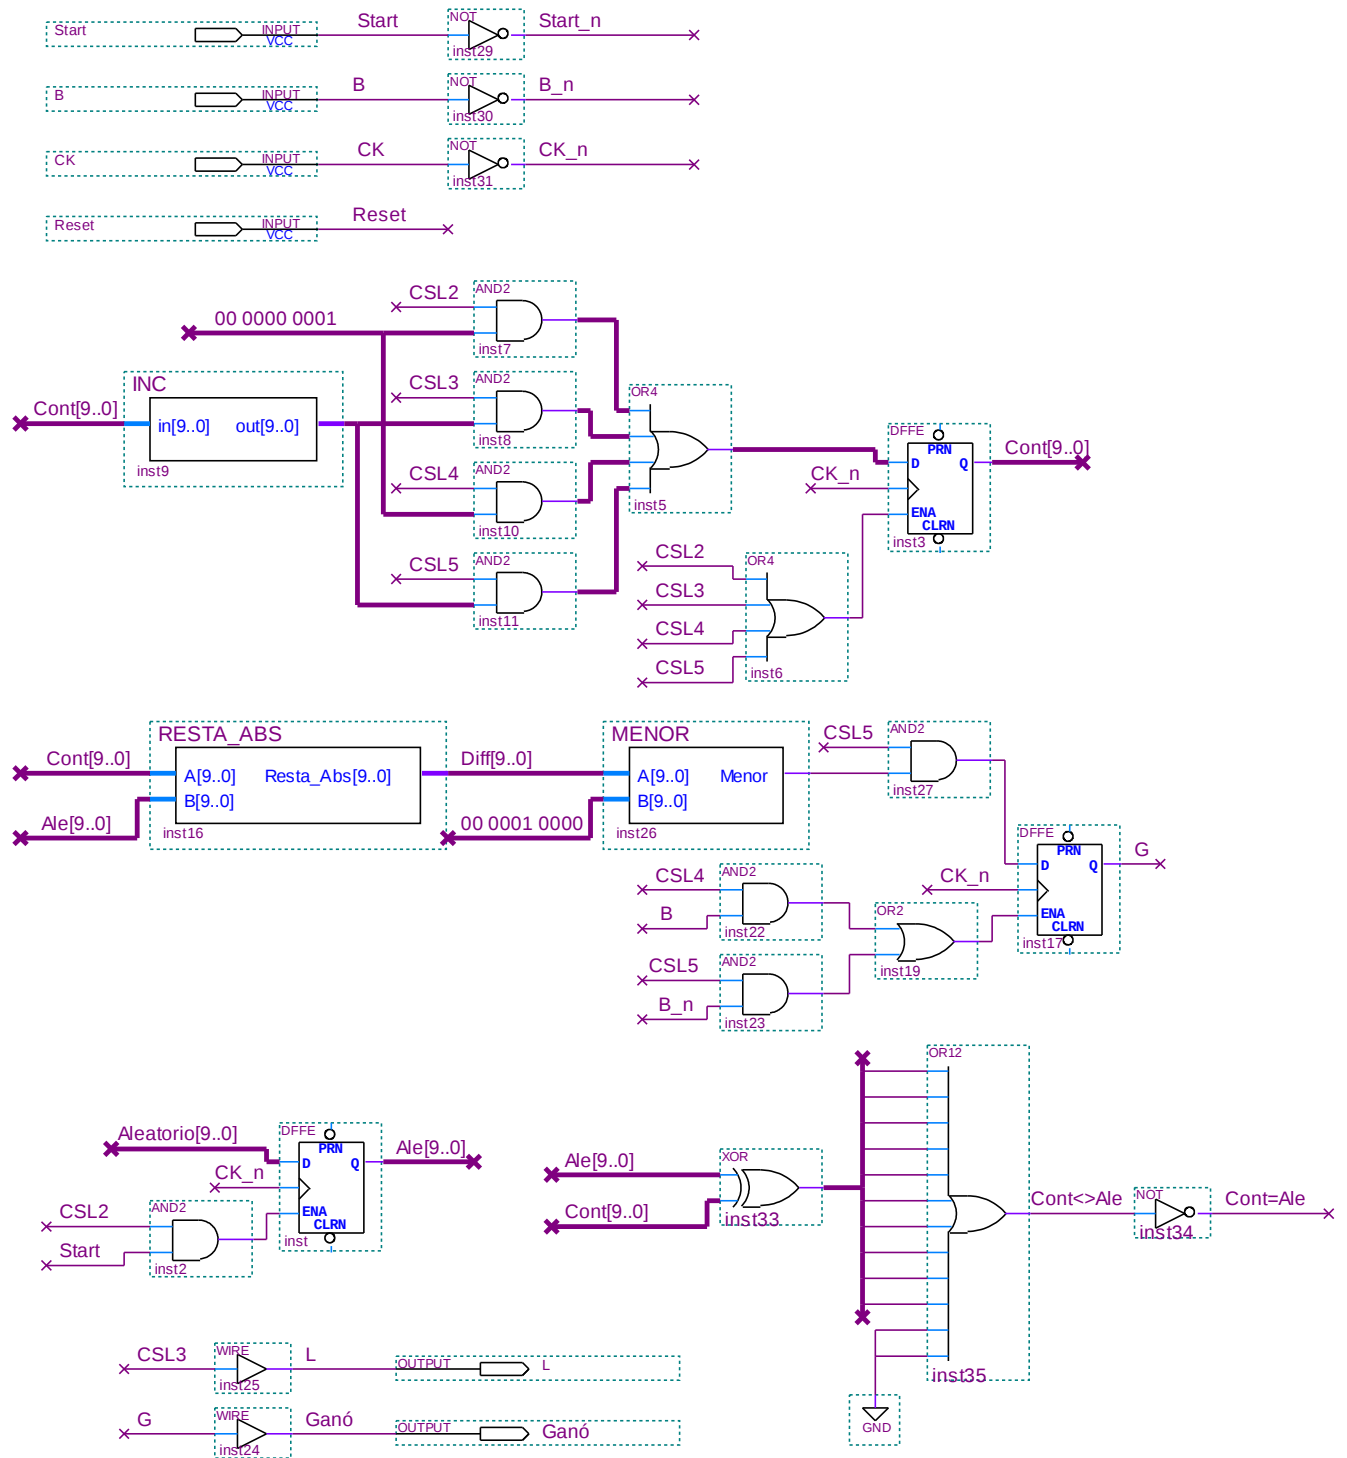 Start INPUT VCC Start NOT inst29 Start_n
B INPUT VCC B NOT inst30 B_n
CK INPUT VCC CK NOT inst31 CK_n
Reset INPUT VCC Reset
CSL2 AND2 inst7
00 0000 0001
INC
Cont[9..0] in[9..0] out[9..0]
inst9
CSL3 AND2 inst8
CSL4 AND2 inst10
CSL5 AND2 inst11
OR4 inst5
CSL2 OR4
CSL3
CSL4
CSL5 inst6
DFFE
PRN
D Q Cont[9..0]
CK_n
ENA
CLRN
inst3
RESTA_ABS
Cont[9..0] A[9..0] Resta_Abs[9..0] Diff[9..0]
Ale[9..0] B[9..0]
inst16
MENOR
A[9..0] Menor
00 0001 0000 B[9..0]
inst26
CSL5 AND2 inst27
CSL4 AND2
B inst22
CSL5 AND2
B_n inst23
OR2 inst19
DFFE
PRN
D Q G
CK_n
ENA
CLRN
inst17
Aleatorio[9..0] DFFE
PRN
D Q Ale[9..0]
CK_n
ENA
CLRN
inst
CSL2 AND2
Start inst2
Ale[9..0] XOR
Cont[9..0] inst33
OR12
inst35
GND
Cont<>Ale NOT inst34 Cont=Ale
CSL3 WIRE inst25 L OUTPUT L
G WIRE inst24 Ganó OUTPUT Ganó